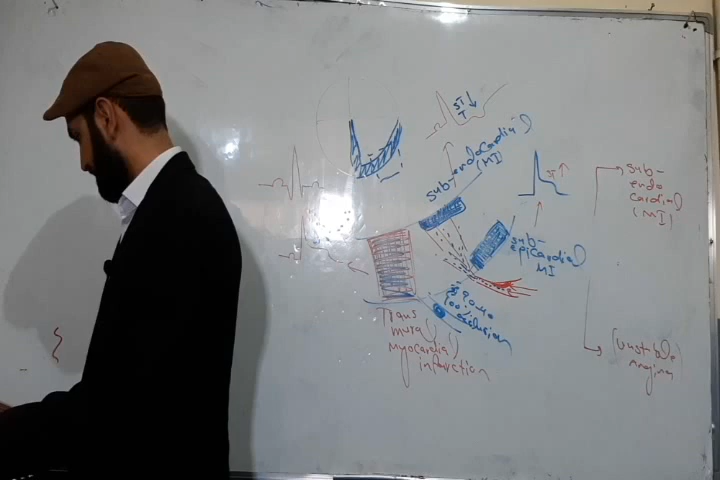 ST
T
Sub-endocardial
(MI)
ST
Sub-
endo
Cardial
(MI)
Sub-
epicardial
MI
100%
occlusion
Trans
mural
myocardial
infarction
(Unstable
Angina